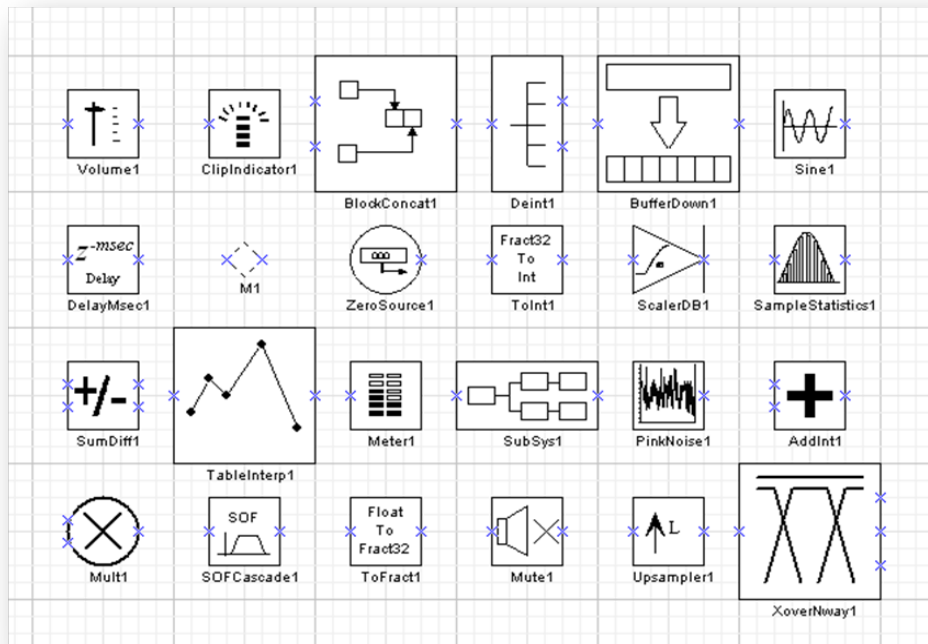 Volume1
ClipIndicator1
BlockConcat1
Deint1
BufferDown1
Sine1
z-msec
Delay
DelayMsec1
M1
ZeroSource1
Fract32
To
Int
ToInt1
ScalerDB1
SampleStatistics1
+/-
SumDiff1
TableInterp1
Meter1
SubSys1
PinkNoise1
AddInt1
Mult1
SOF
SOFCascade1
Float
To
Fract32
ToFract1
Mute1
L
Upsampler1
XoverNway1